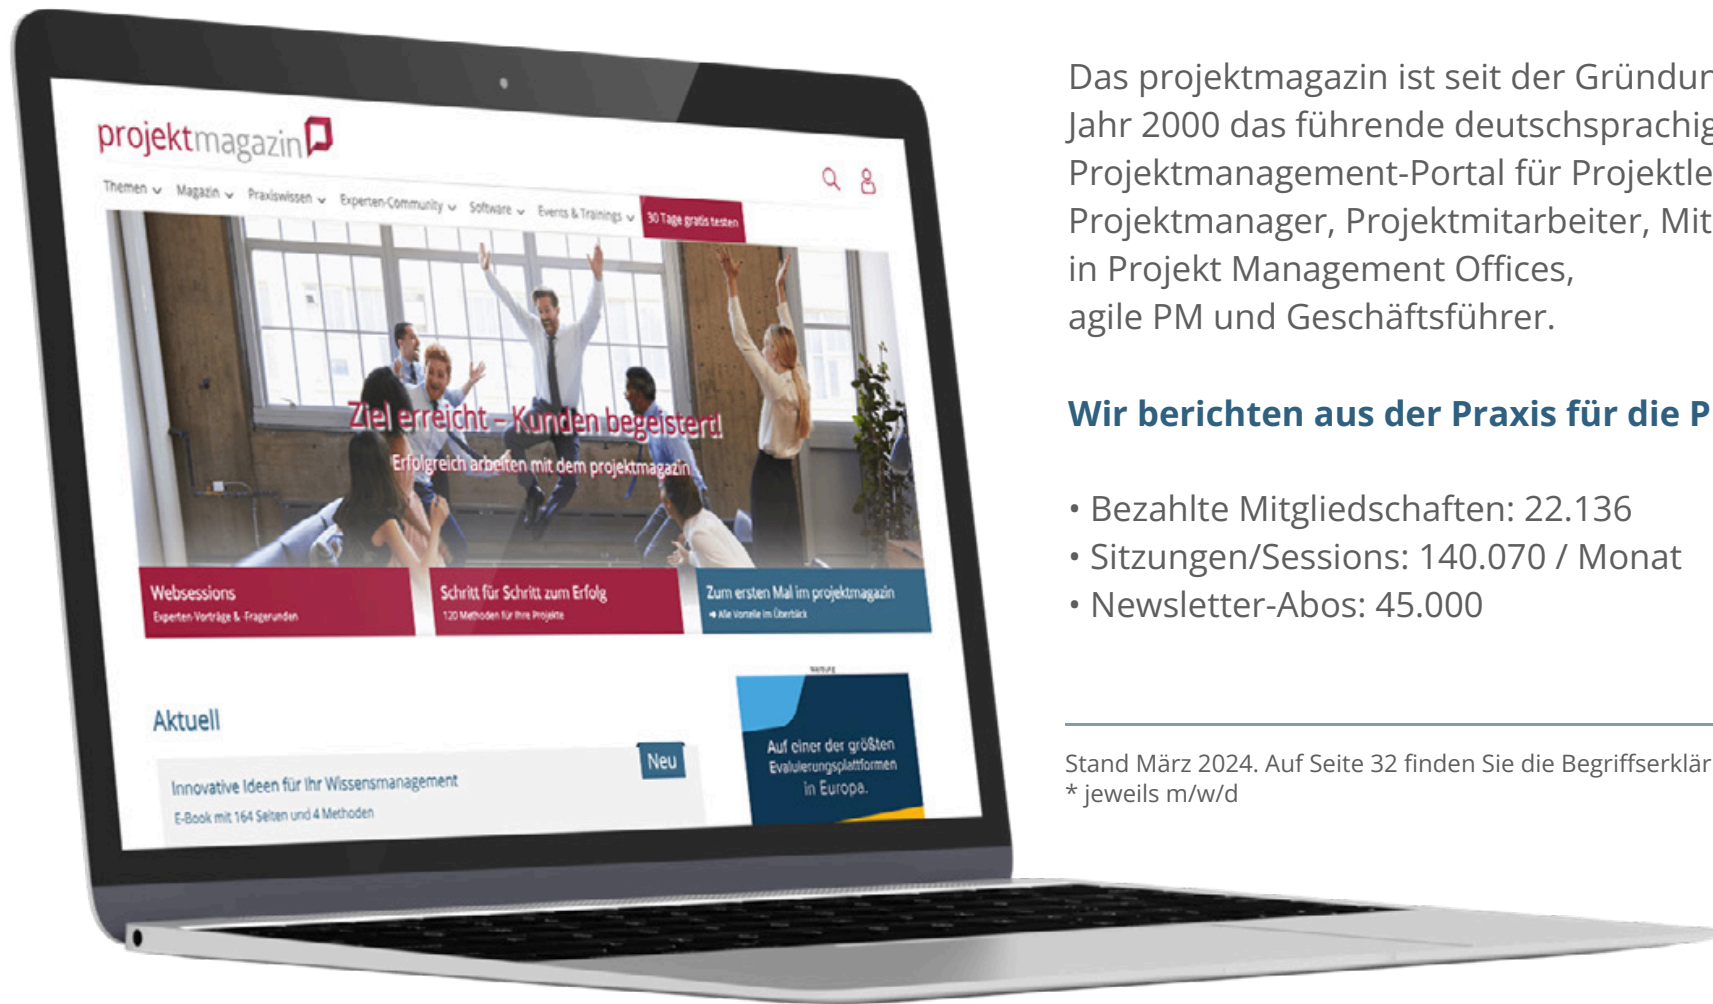 projektmagazin
Themen Magazin Praxiswissen Experten-Community Software Events & Trainings 30 Tage gratis testen
Ziel erreicht – Kunden begeistert!
Erfolgreich arbeiten mit dem projektmagazin
Websessions
Experten-Vorträge & -Fragerunden
Schritt für Schritt zum Erfolg
120 Methoden für Ihre Projekte
Zum ersten Mal im projektmagazin
➔ Alle Vorteile im Überblick
WERBUNG
Aktuell
Neu
Innovative Ideen für Ihr Wissensmanagement
E-Book mit 164 Seiten und 4 Methoden
Auf einer der größten
Evaluierungsplattformen
in Europa.
Das projektmagazin ist seit der Gründun
Jahr 2000 das führende deutschsprachig
Projektmanagement-Portal für Projektle
Projektmanager, Projektmitarbeiter, Mit
in Projekt Management Offices,
agile PM und Geschäftsführer.
Wir berichten aus der Praxis für die P
• Bezahlte Mitgliedschaften: 22.136
• Sitzungen/Sessions: 140.070 / Monat
• Newsletter-Abos: 45.000
Stand März 2024. Auf Seite 32 finden Sie die Begriffserklär
* jeweils m/w/d